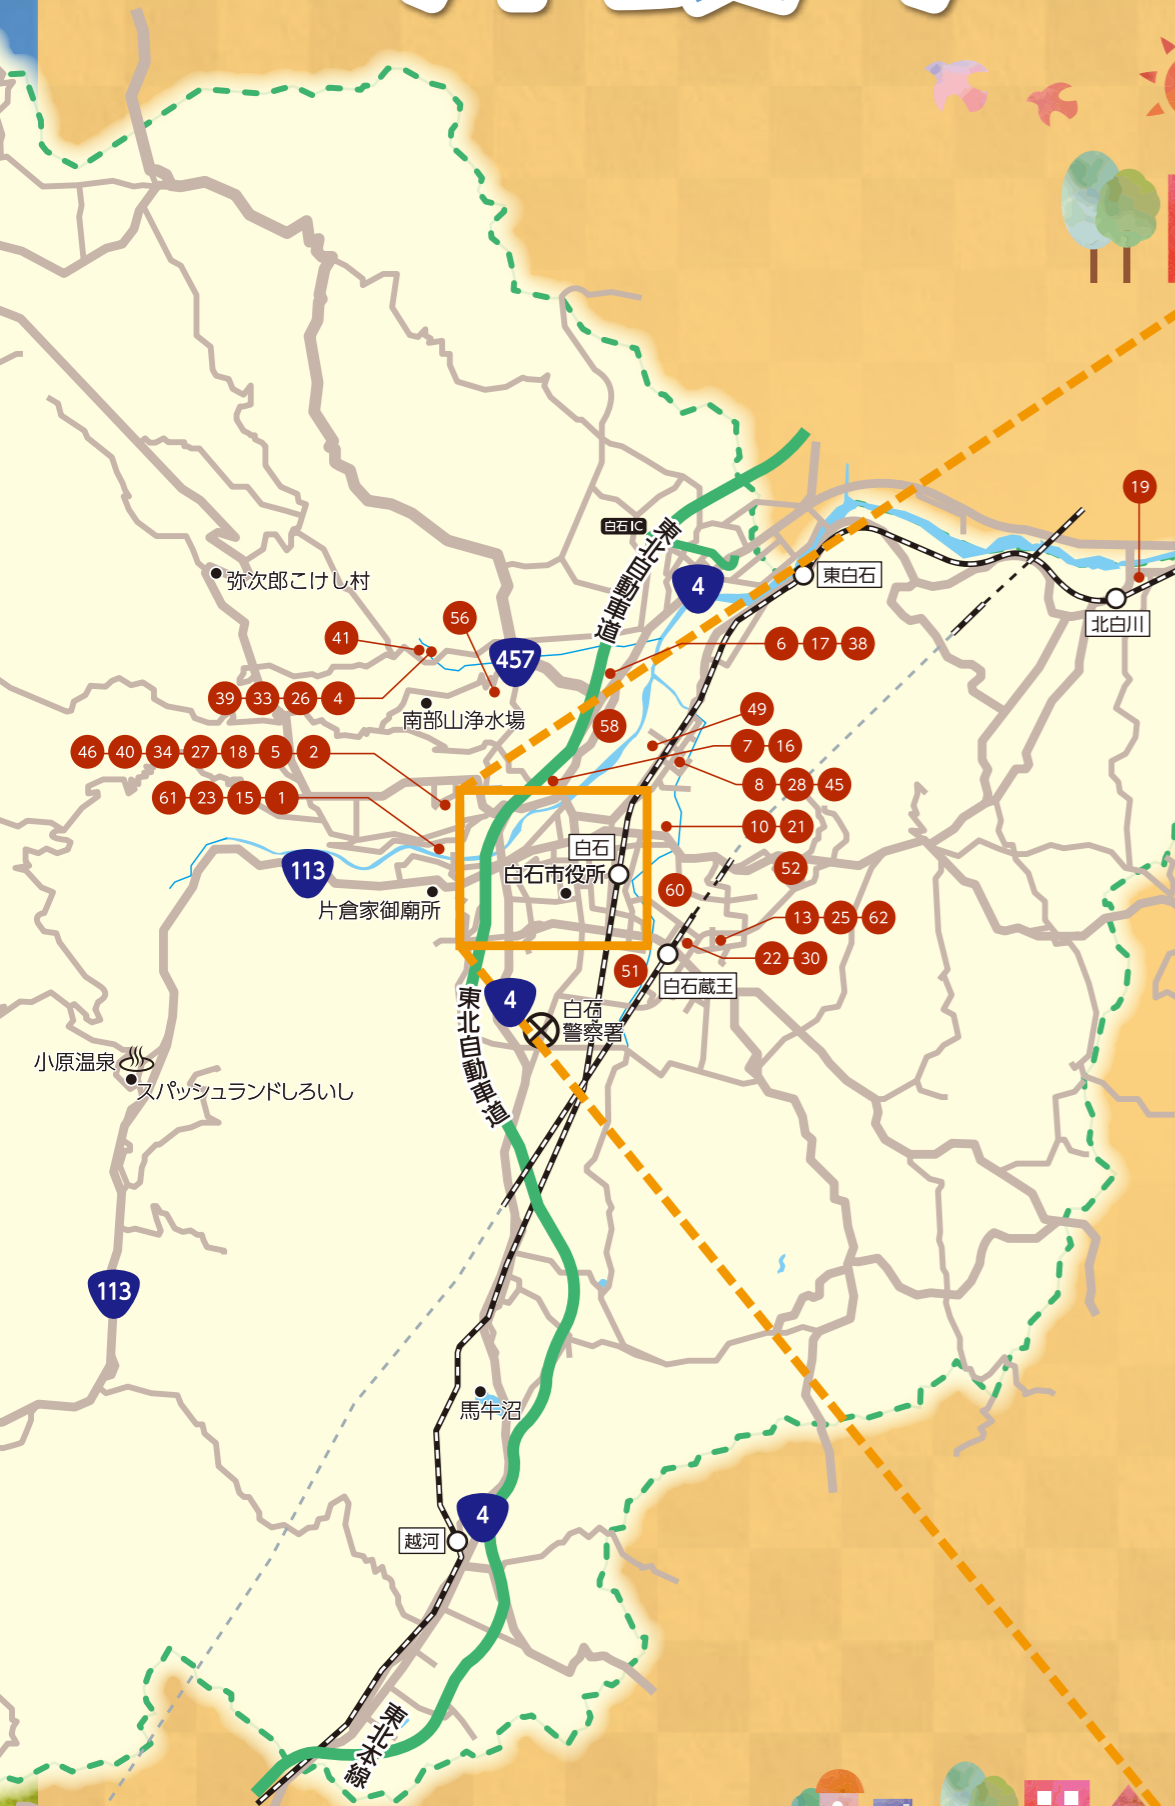 19
白石IC
東北自動車道
4
東白石
北白川
弥次郎こけし村
56
41
457
6 17 38
39 33 26 4
南部山浄水場
49
58
46 40 34 27 18 5 2
7 16
61 23 15 1
8 28 45
10 21
白石
113
白石市役所
52
60
片倉家御廟所
13 25 62
22 30
51
白石蔵王
4
東北自動車道
白石
警察署
小原温泉
スパッシュランドしろいし
113
馬牛沼
4
越河
東北本線